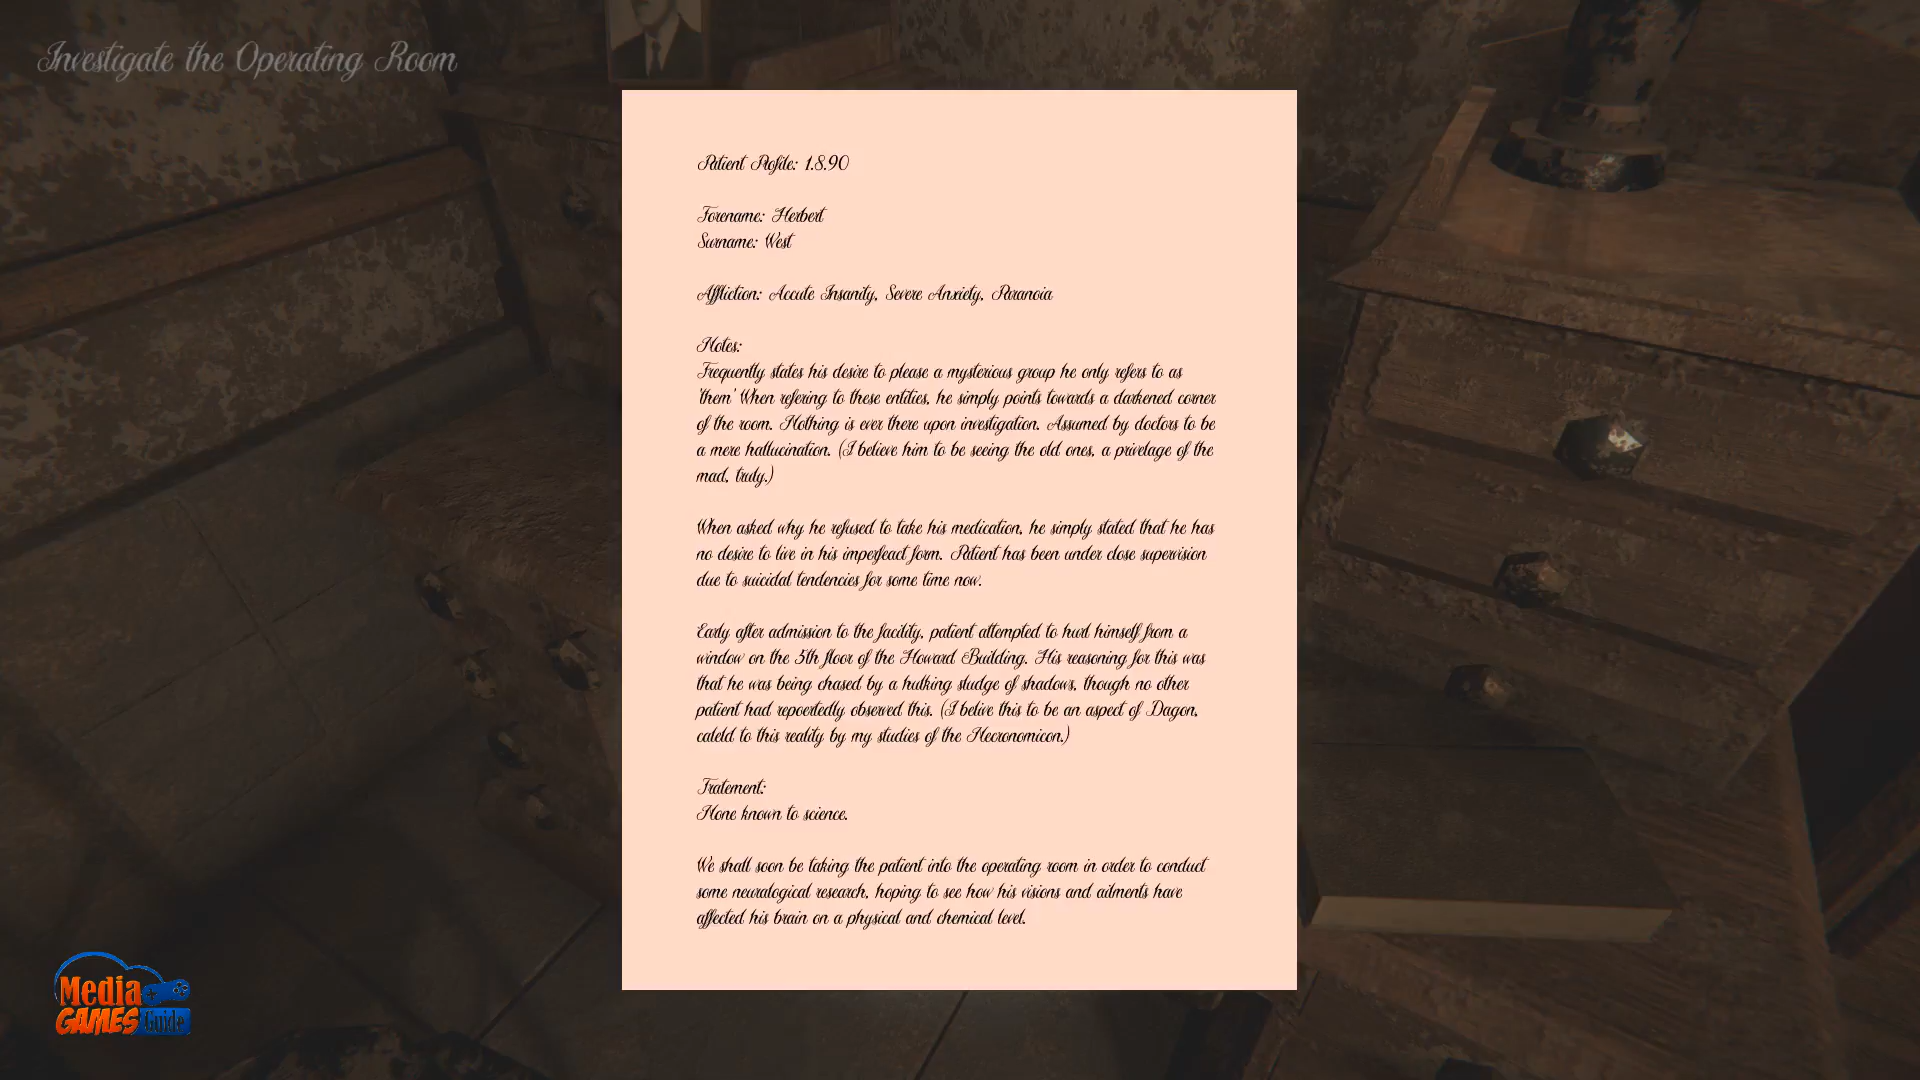 Investigate the Operating Room
Patient Profile: 1.8.90
Forename: Herbert
Surname: West
Affliction: Accute Insanity, Severe Anxiety, Paranoia
Notes:
Frequently states his desire to please a mysterious group he only refers to as
'them' When refering to these entities, he simply points towards a darkened corner
of the room. Nothing is ever there upon investigation. Assumed by doctors to be
a mere hallucination. (I believe him to be seeing the old ones, a privelage of the
mad, truly.)
When asked why he refused to take his medication, he simply stated that he has
no desire to live in his imperfeact form. Patient has been under close supervision
due to suicidal tendencies for some time now.
Early after admission to the facility, patient attempted to hurl himself from a
window on the 5th floor of the Howard Building. His reasoning for this was
that he was being chased by a hulking sludge of shadows, though no other
patient had repoertedly observed this. (I belive this to be an aspect of Dagon,
caleld to this reality by my studies of the Necronomicon.)
Tratement:
None known to science.
We shall soon be taking the patient into the operating room in order to conduct
some neuralogical research, hoping to see how his visions and ailments have
affected his brain on a physical and chemical level.
Media
GAMES Guide